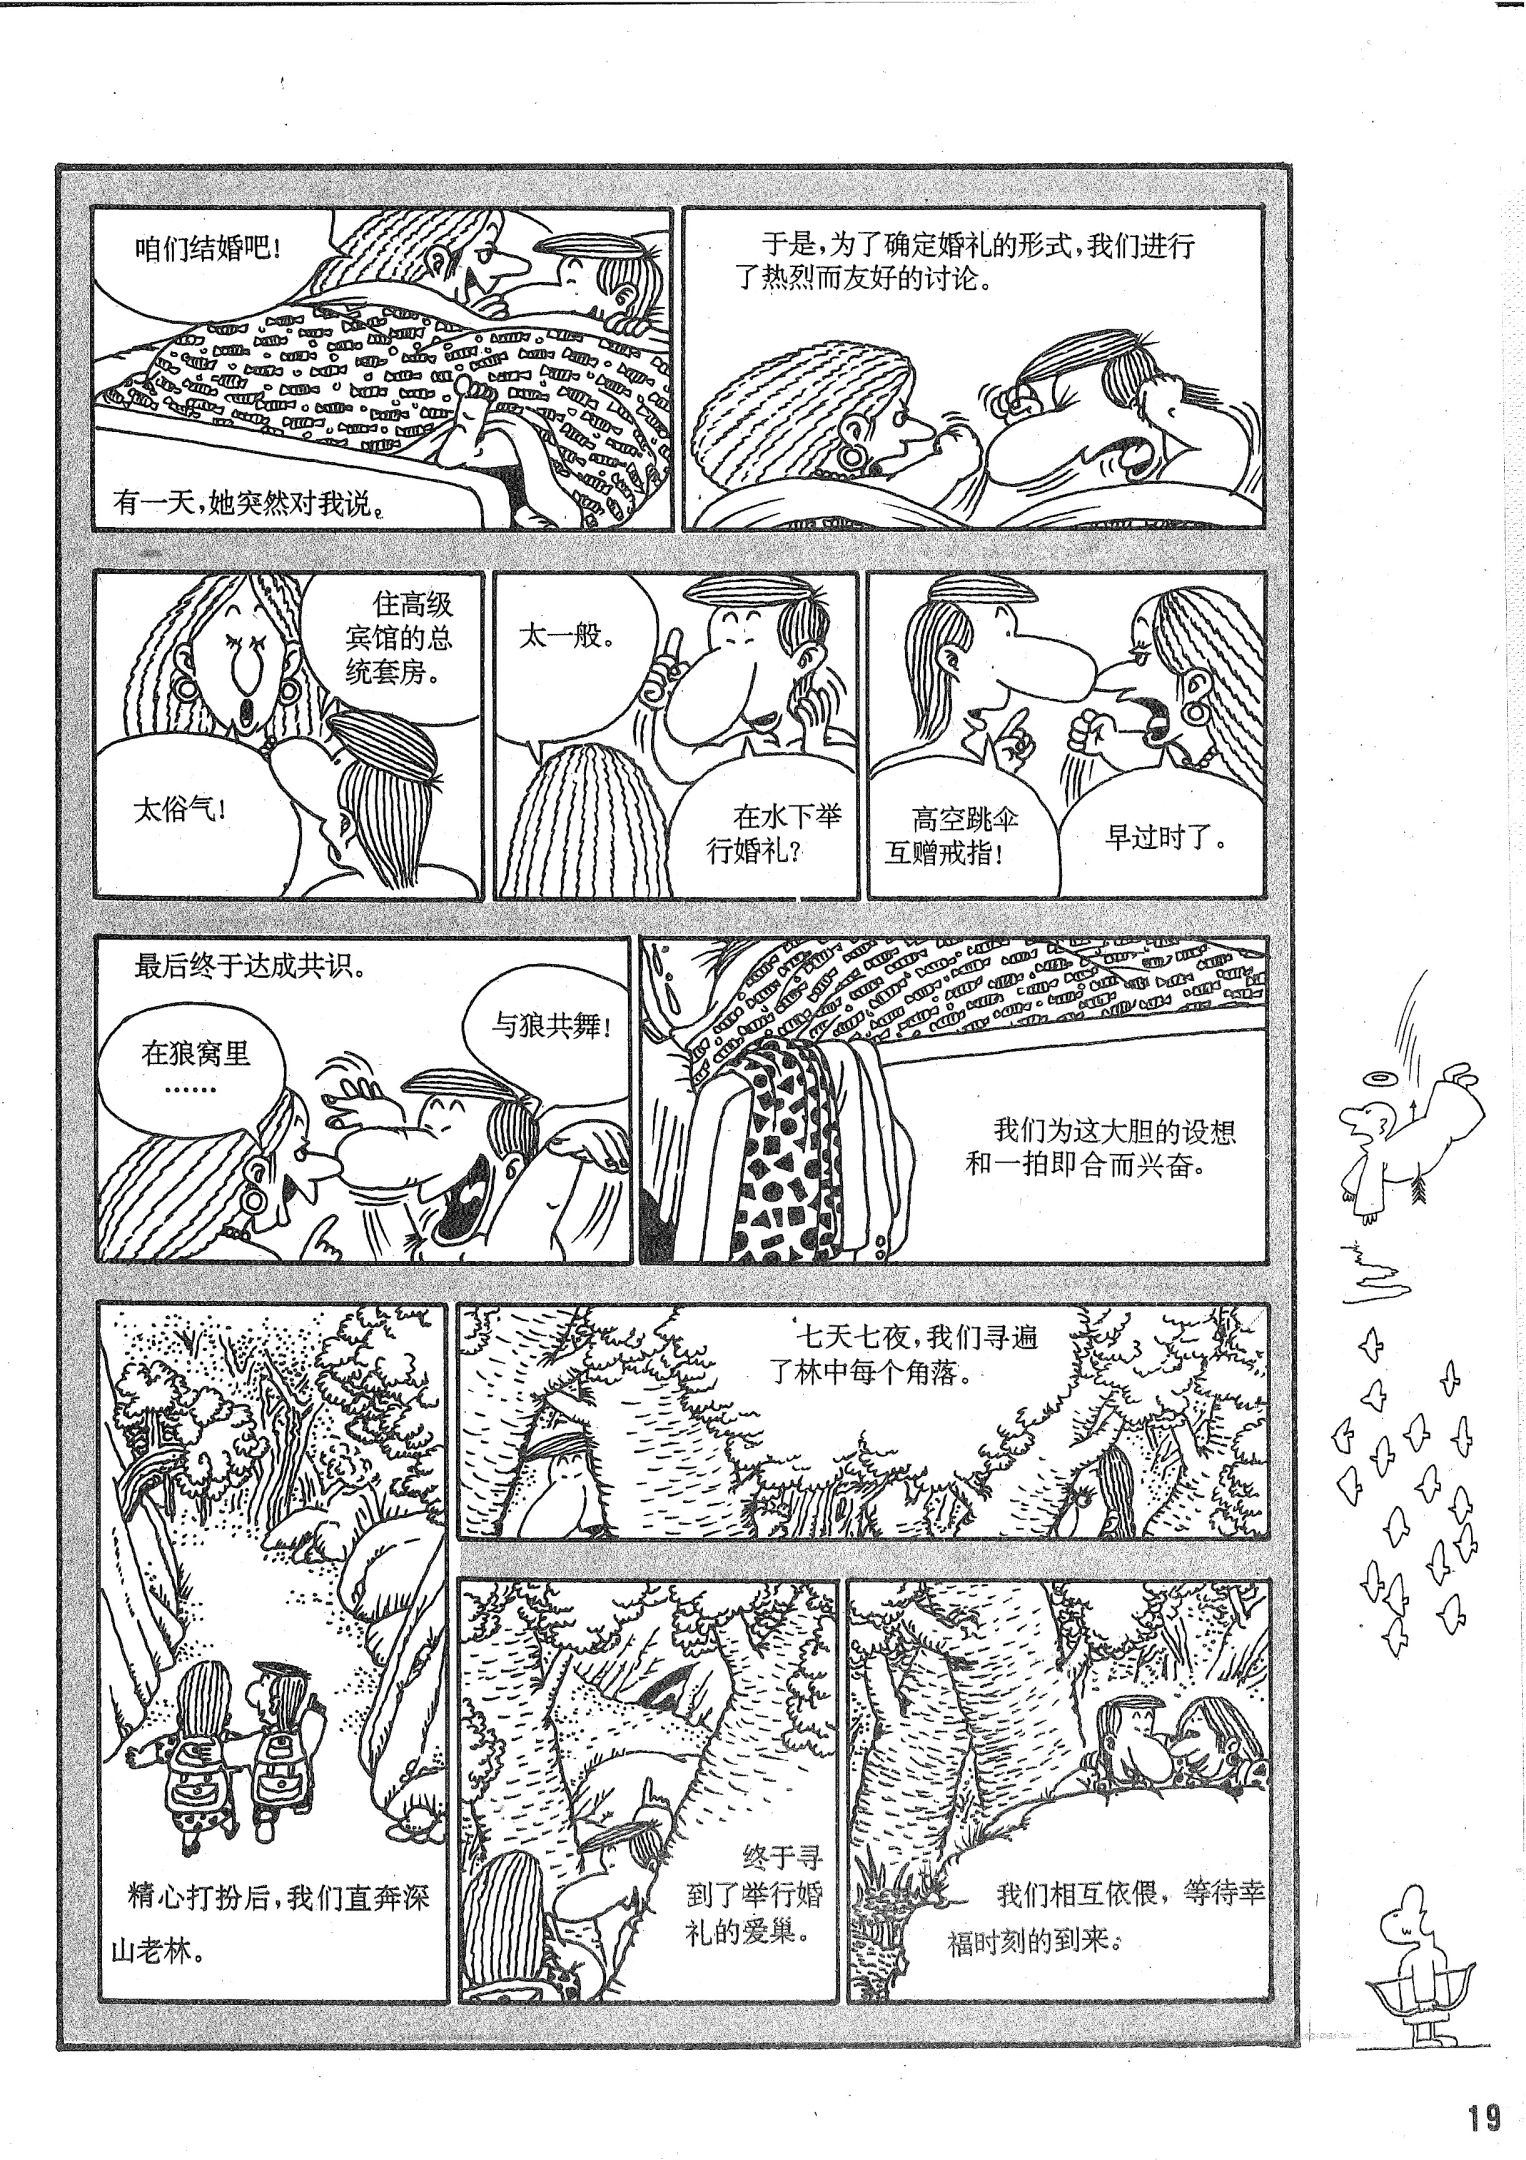 咱们结婚吧！
有一天，她突然对我说。
于是，为了确定婚礼的形式，我们进行
了热烈而友好的讨论。
住高级
宾馆的总
统套房。
太俗气！
太一般。
在水下举
行婚礼？
高空跳伞
互赠戒指！
早过时了。
最后终于达成共识。
在狼窝里
……
与狼共舞！
我们为这大胆的设想
和一拍即合而兴奋。
精心打扮后，我们直奔深
山老林。
七天七夜，我们寻遍
了林中每个角落。
终于寻
到了举行婚
礼的爱巢。
我们相互依偎，等待幸
福时刻的到来。
19